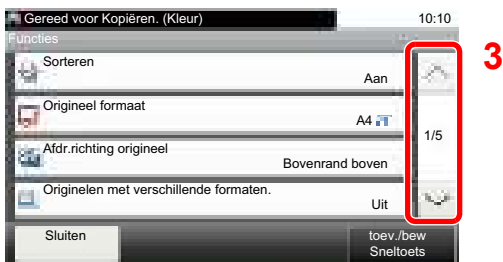 Gereed voor Kopiëren. (Kleur) 10:10
Functies
3
Sorteren
Aan
Origineel formaat
A4
1/5
Afdr.richting origineel
Bovenrand boven
Originelen met verschillende formaten.
Uit
Sluiten
toev./bew
Sneltoets